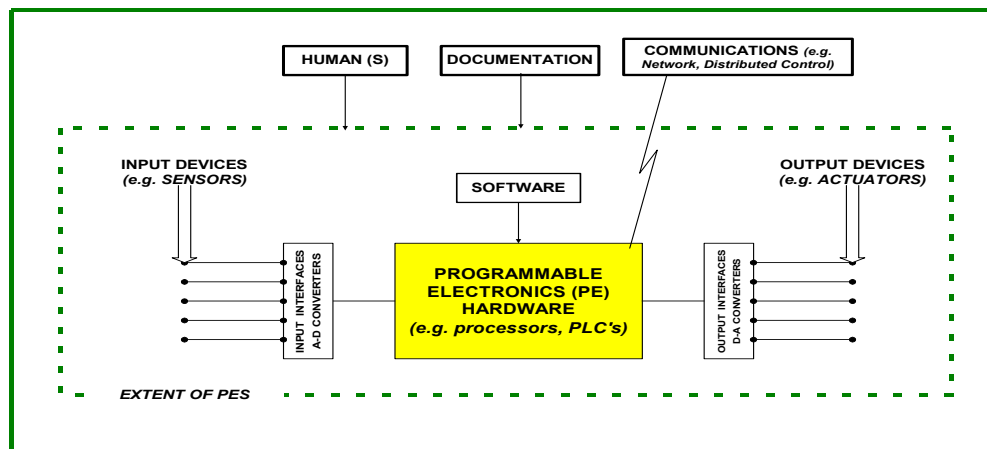 HUMAN (S)
DOCUMENTATION
COMMUNICATIONS (e.g.
Network, Distributed Control)
INPUT DEVICES
(e.g. SENSORS)
SOFTWARE
OUTPUT DEVICES
(e.g. ACTUATORS)
INPUT INTERFACES
A-D CONVERTERS
PROGRAMMABLE
ELECTRONICS (PE)
HARDWARE
(e.g. processors, PLC's)
OUTPUT INTERFACES
D-A CONVERTERS
EXTENT OF PES